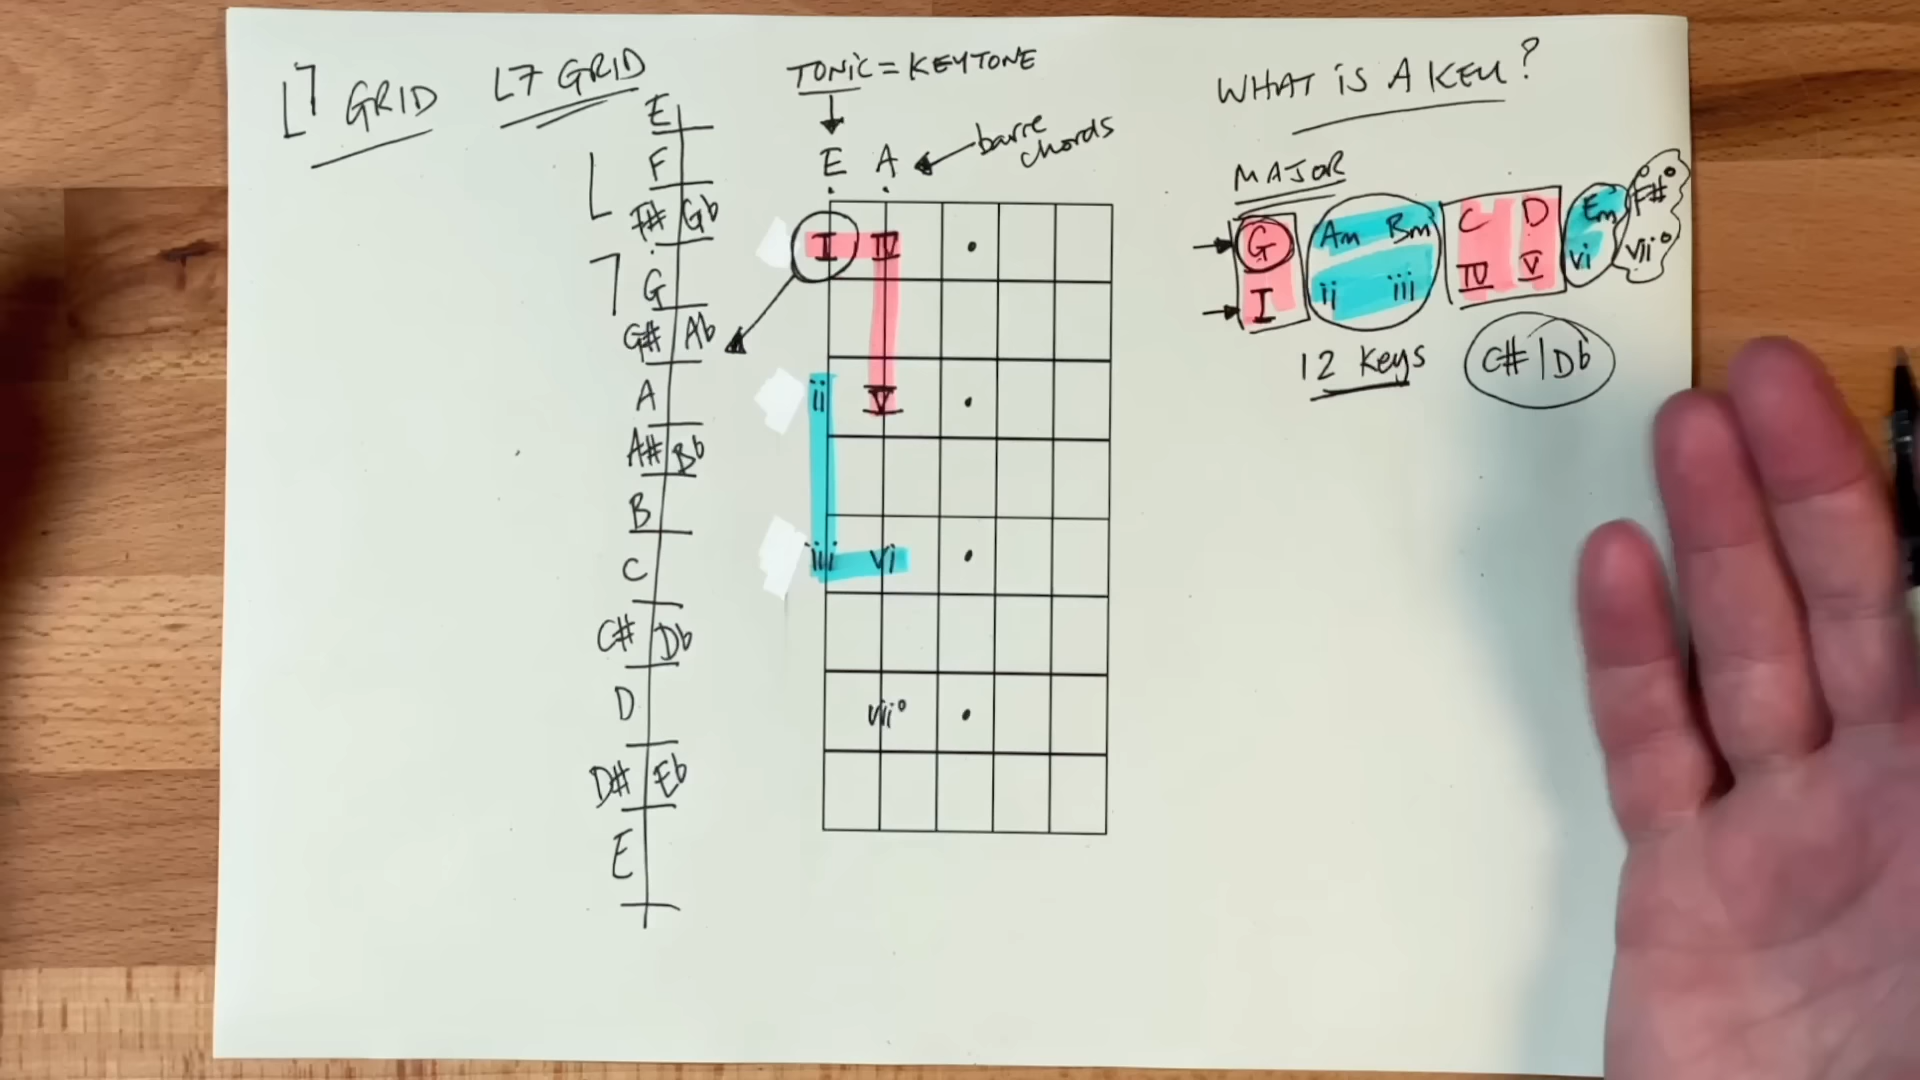 L7 GRID
L7 GRID
E
F
F# Gb
G
G# Ab
A
A# Bb
B
C
C# Db
D
D# Eb
E
L
7
TONIC = KEYTONE
E A
barre
chords
I IV
ii V
iii vi
vii°
WHAT IS A KEY?
MAJOR
G Am Bm C D Em F#°
I ii iii IV V vi vii°
12 Keys
C# | Db